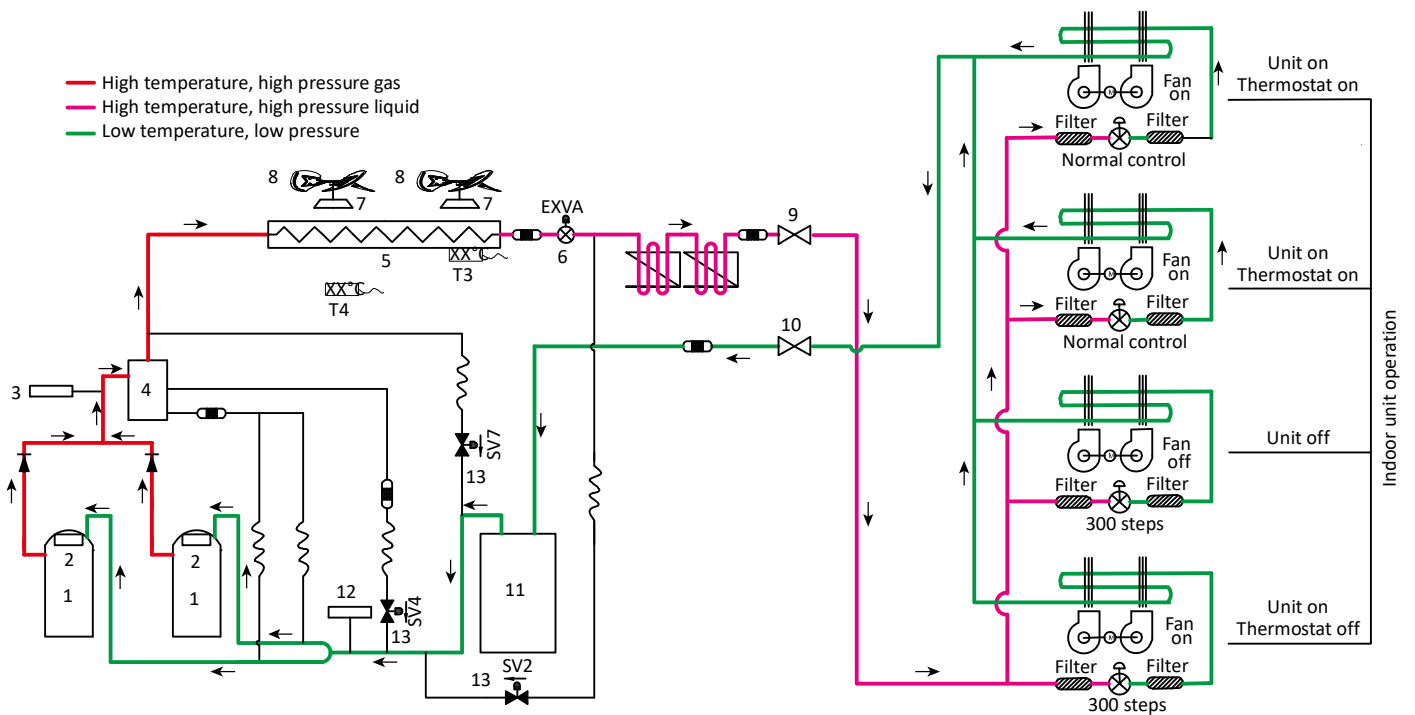 High temperature, high pressure gas
High temperature, high pressure liquid
Low temperature, low pressure
8
7
8
7
5
XX°
T3
XX°
T4
EXVA
6
9
10
3
4
SV7
13
2
1
2
1
11
12
SV4
13
SV2
13
M
Fan
on
Filter
Filter
Normal control
Unit on
Thermostat on
M
Fan
on
Filter
Filter
Normal control
Unit on
Thermostat on
M
Fan
off
Filter
Filter
300 steps
Unit off
M
Fan
on
Filter
Filter
300 steps
Unit on
Thermostat off
Indoor unit operation